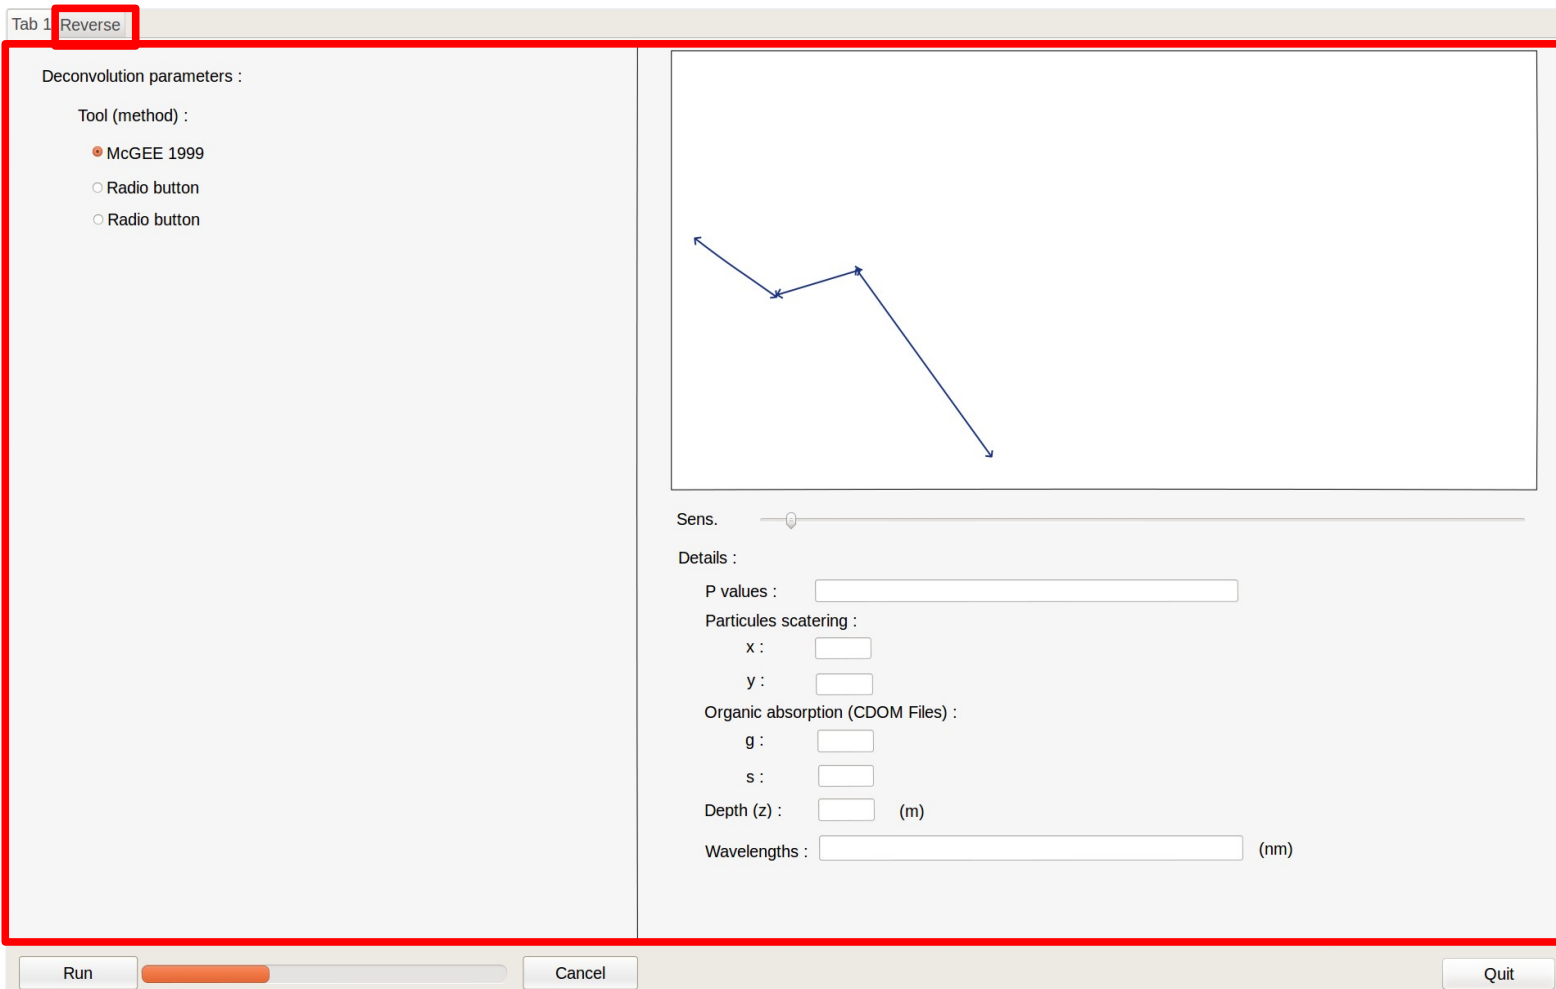 Tab 1 Reverse
Deconvolution parameters :
Tool (method) :
McGEE 1999
Radio button
Radio button
Sens.
Details :
P values :
Particules scatering :
x :
y :
Organic absorption (CDOM Files) :
g :
s :
Depth (z) : (m)
Wavelengths : (nm)
Run Cancel Quit